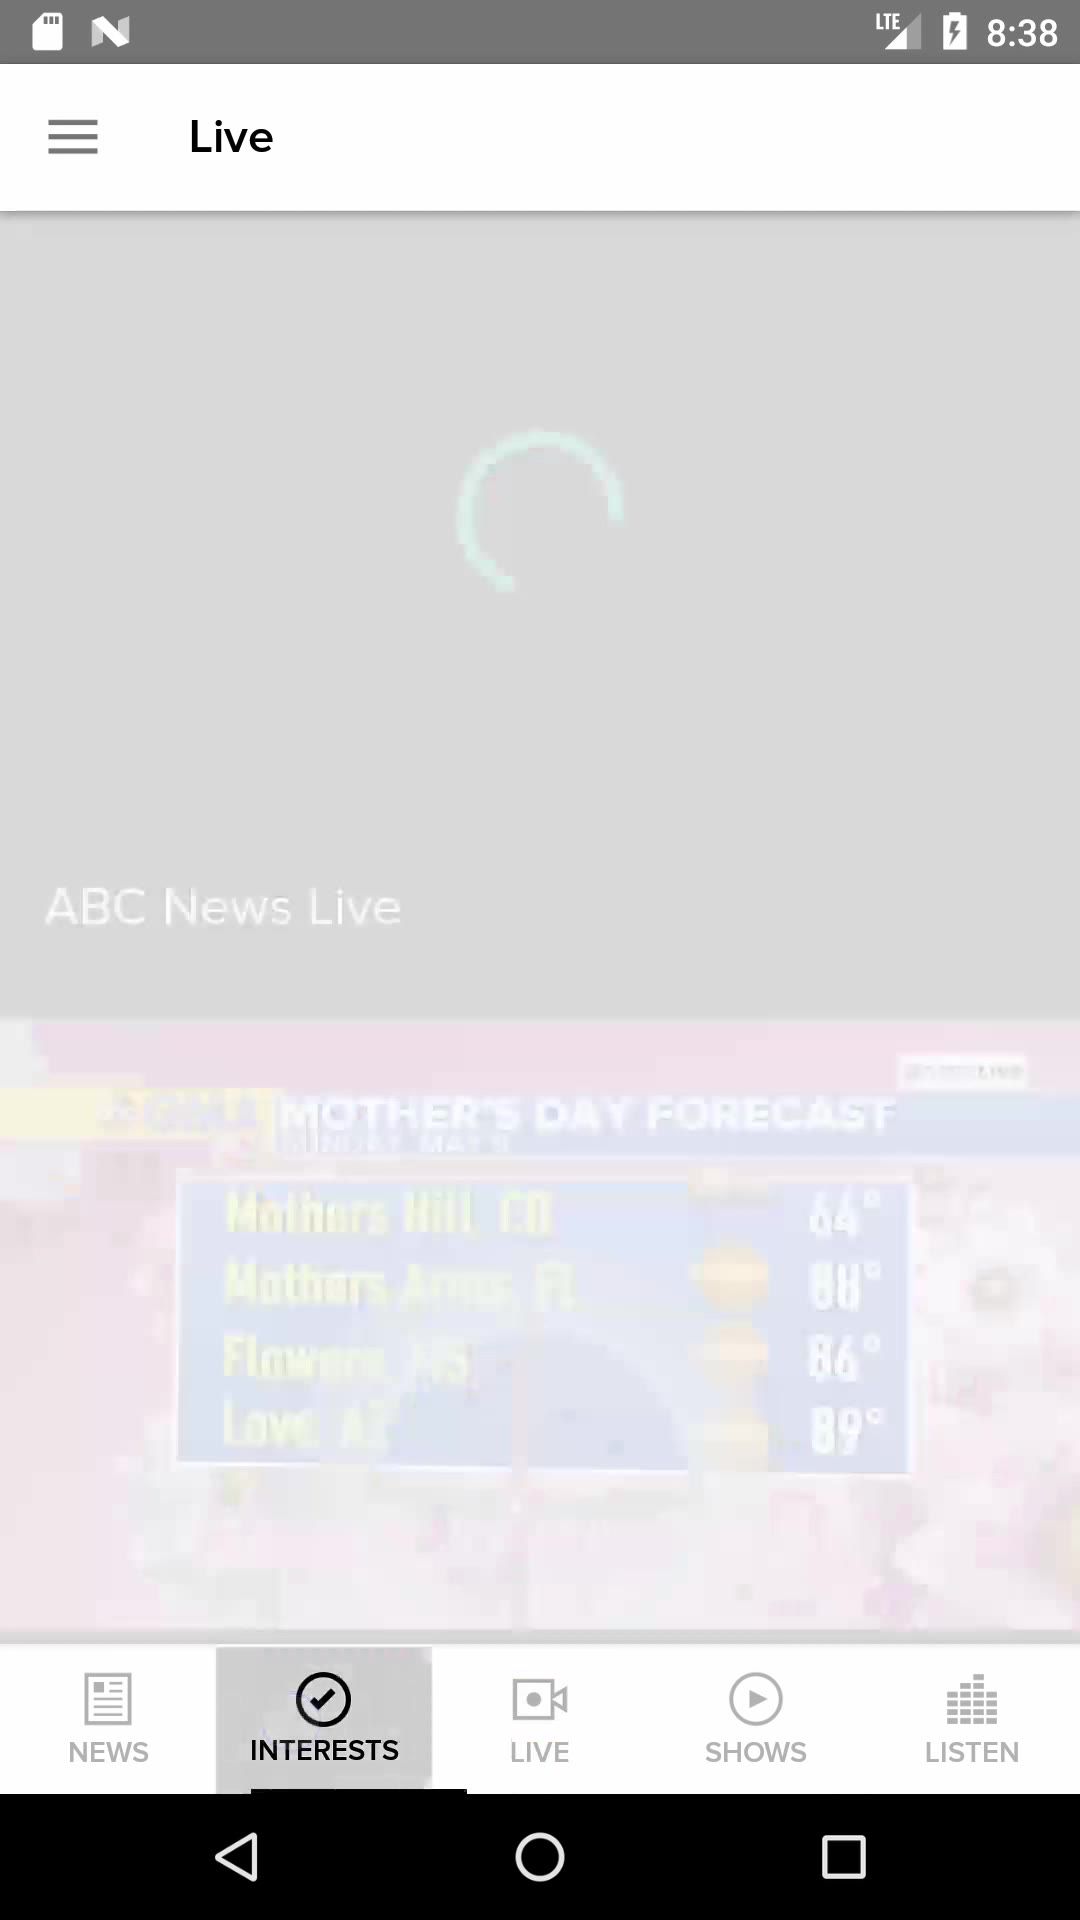 LTE 8:38
Live
ABC News Live
LIVE
MOTHER'S DAY FORECAST
SUNDAY, MAY
Mothers Hill, CO 64°
Mothers Arms, FL 88°
Flowers, MS 86°
Love, AZ 89°
NEWS
INTERESTS
LIVE
SHOWS
LISTEN